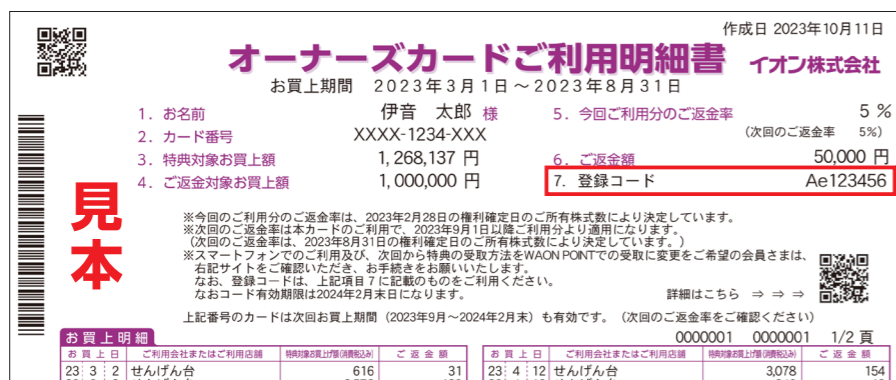 作成日 2023年10月11日
オーナーズカードご利用明細書 イオン株式会社
お買上期間 2023年3月1日～2023年8月31日
1．お名前 伊音 太郎 様
2．カード番号 XXXX-1234-XXX
3．特典対象お買上額 1,268,137 円
4．ご返金対象お買上額 1,000,000 円
5．今回ご利用分のご返金率 5 %
(次回のご返金率 5%)
6．ご返金額 50,000 円
7．登録コード Ae123456
見本
※今回のご利用分のご返金率は、2023年2月28日の権利確定日のご所有株式数により決定しています。
※次回のご返金率は本カードのご利用で、2023年9月1日以降ご利用分より適用になります。
（次回のご返金率は、2023年8月31日の権利確定日のご所有株式数により決定しています。）
※スマートフォンでのご利用及び、次回から特典の受取方法をWAON POINTでの受取に変更をご希望の会員さまは、
右記サイトをご確認いただき、お手続きをお願いいたします。
なお、登録コードは、上記項目７に記載のものをご利用ください。
なおコード有効期限は2024年2月末日になります。
詳細はこちら ⇒ ⇒ ⇒
上記番号のカードは次回お買上期間（2023年9月～2024年2月末）も有効です。（次回のご返金率をご確認ください）
お買上明細 0000001 0000001 1/2 頁
お買上日 ご利用会社またはご利用店舗 特典対象お買上げ額(消費税込み) ご返金額
お買上日 ご利用会社またはご利用店舗 特典対象お買上げ額(消費税込み) ご返金額
23 3 2 せんげん台 616 31
23 4 12 せんげん台 3,078 154